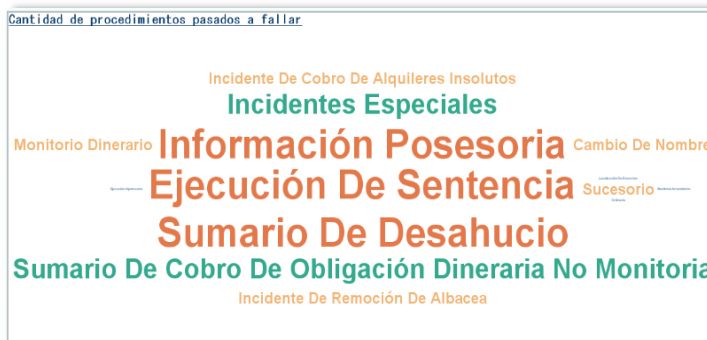 Cantidad de procedimientos pasados a fallar
Incidente De Cobro De Alquileres Insolutos
Incidentes Especiales
Monitorio Dinerario Información Posesoria Cambio De Nombre
Ejecución De Sentencia Sucesorio
Sumario De Desahucio
Sumario De Cobro De Obligación Dineraria No Monitoria
Incidente De Remoción De Albacea